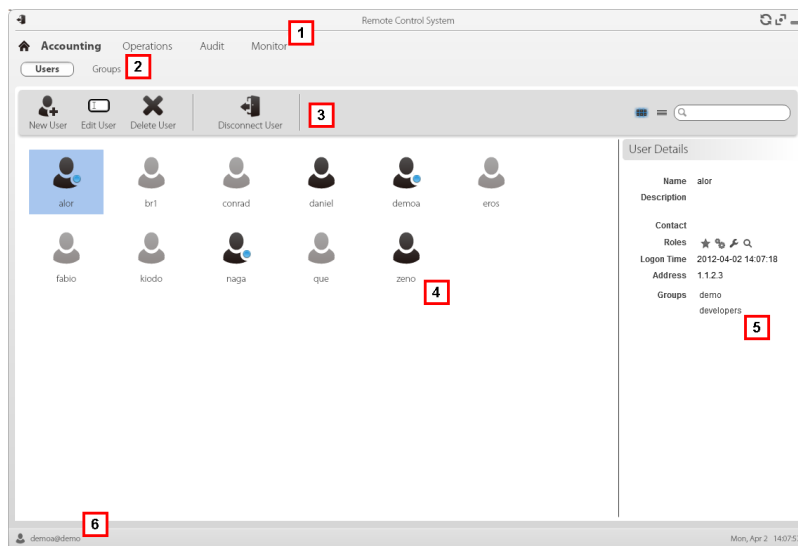 Remote Control System
1
Accounting Operations Audit Monitor
Users Groups 2
New User Edit User Delete User Disconnect User 3
User Details
alor br1 conrad daniel demoa eros
fabio kiodo naga que zeno
4
Name alor
Description
Contact
Roles
Logon Time 2012-04-02 14:07:18
Address 1.1.2.3
Groups demo
developers
5
6
demoa@demo
Mon, Apr 2